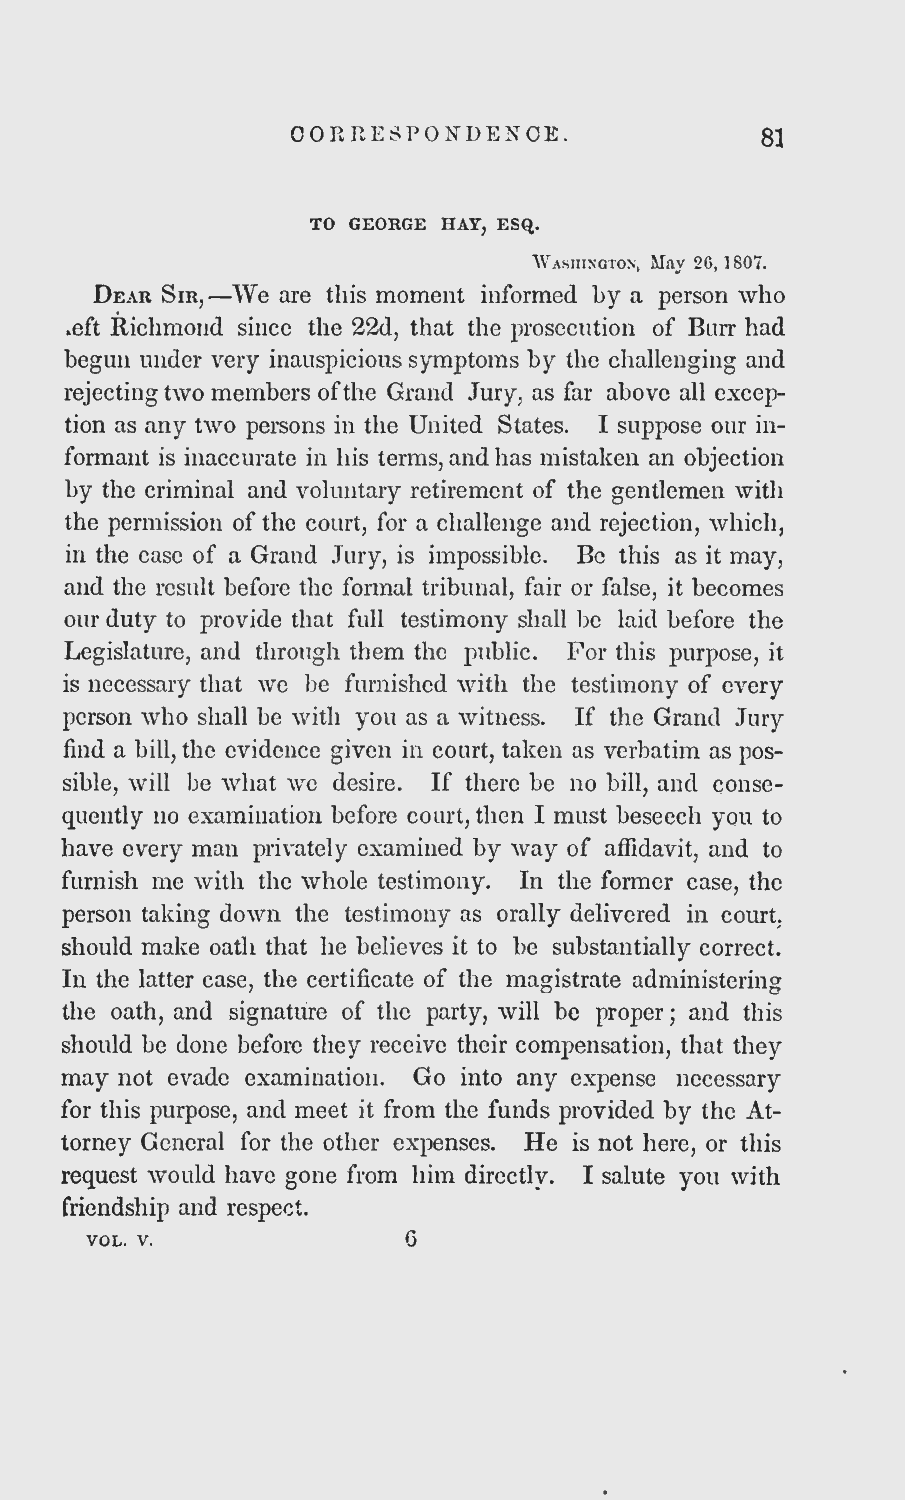 CORRESPONDENCE. 81
TO GEORGE HAY, ESQ.
WASHINGTON, May 26, 1807.
DEAR SIR,—We are this moment informed by a person who
left Richmond since the 22d, that the prosecution of Burr had
begun under very inauspicious symptoms by the challenging and
rejecting two members of the Grand Jury, as far above all excep-
tion as any two persons in the United States. I suppose our in-
formant is inaccurate in his terms, and has mistaken an objection
by the criminal and voluntary retirement of the gentlemen with
the permission of the court, for a challenge and rejection, which,
in the case of a Grand Jury, is impossible. Be this as it may,
and the result before the formal tribunal, fair or false, it becomes
our duty to provide that full testimony shall be laid before the
Legislature, and through them the public. For this purpose, it
is necessary that we be furnished with the testimony of every
person who shall be with you as a witness. If the Grand Jury
find a bill, the evidence given in court, taken as verbatim as pos-
sible, will be what we desire. If there be no bill, and conse-
quently no examination before court, then I must beseech you to
have every man privately examined by way of affidavit, and to
furnish me with the whole testimony. In the former case, the
person taking down the testimony as orally delivered in court,
should make oath that he believes it to be substantially correct.
In the latter case, the certificate of the magistrate administering
the oath, and signature of the party, will be proper; and this
should be done before they receive their compensation, that they
may not evade examination. Go into any expense necessary
for this purpose, and meet it from the funds provided by the At-
torney General for the other expenses. He is not here, or this
request would have gone from him directly. I salute you with
friendship and respect.
VOL. V. 6